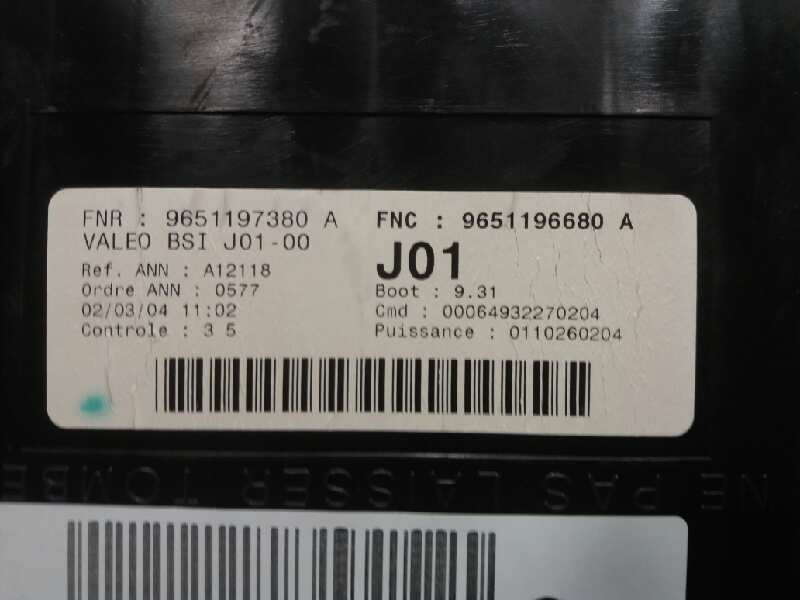 FNR : 9651197380 A
VALEO BSI J01-00
Ref. ANN : A12118
Ordre ANN : 0577
02/03/04 11:02
Controle : 3 5
FNC : 9651196680 A
J01
Boot : 9.31
Cmd : 00064932270204
Puissance : 0110260204
NE PAS LAISSER TOMBE